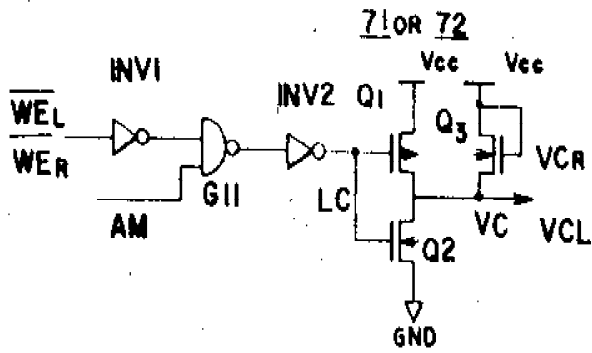 71 OR 72
INV1
Vcc
Vcc
WEL
INV2
Q1
Q3
WER
G11
LC
VCR
AM
Q2
VC
VCL
GND